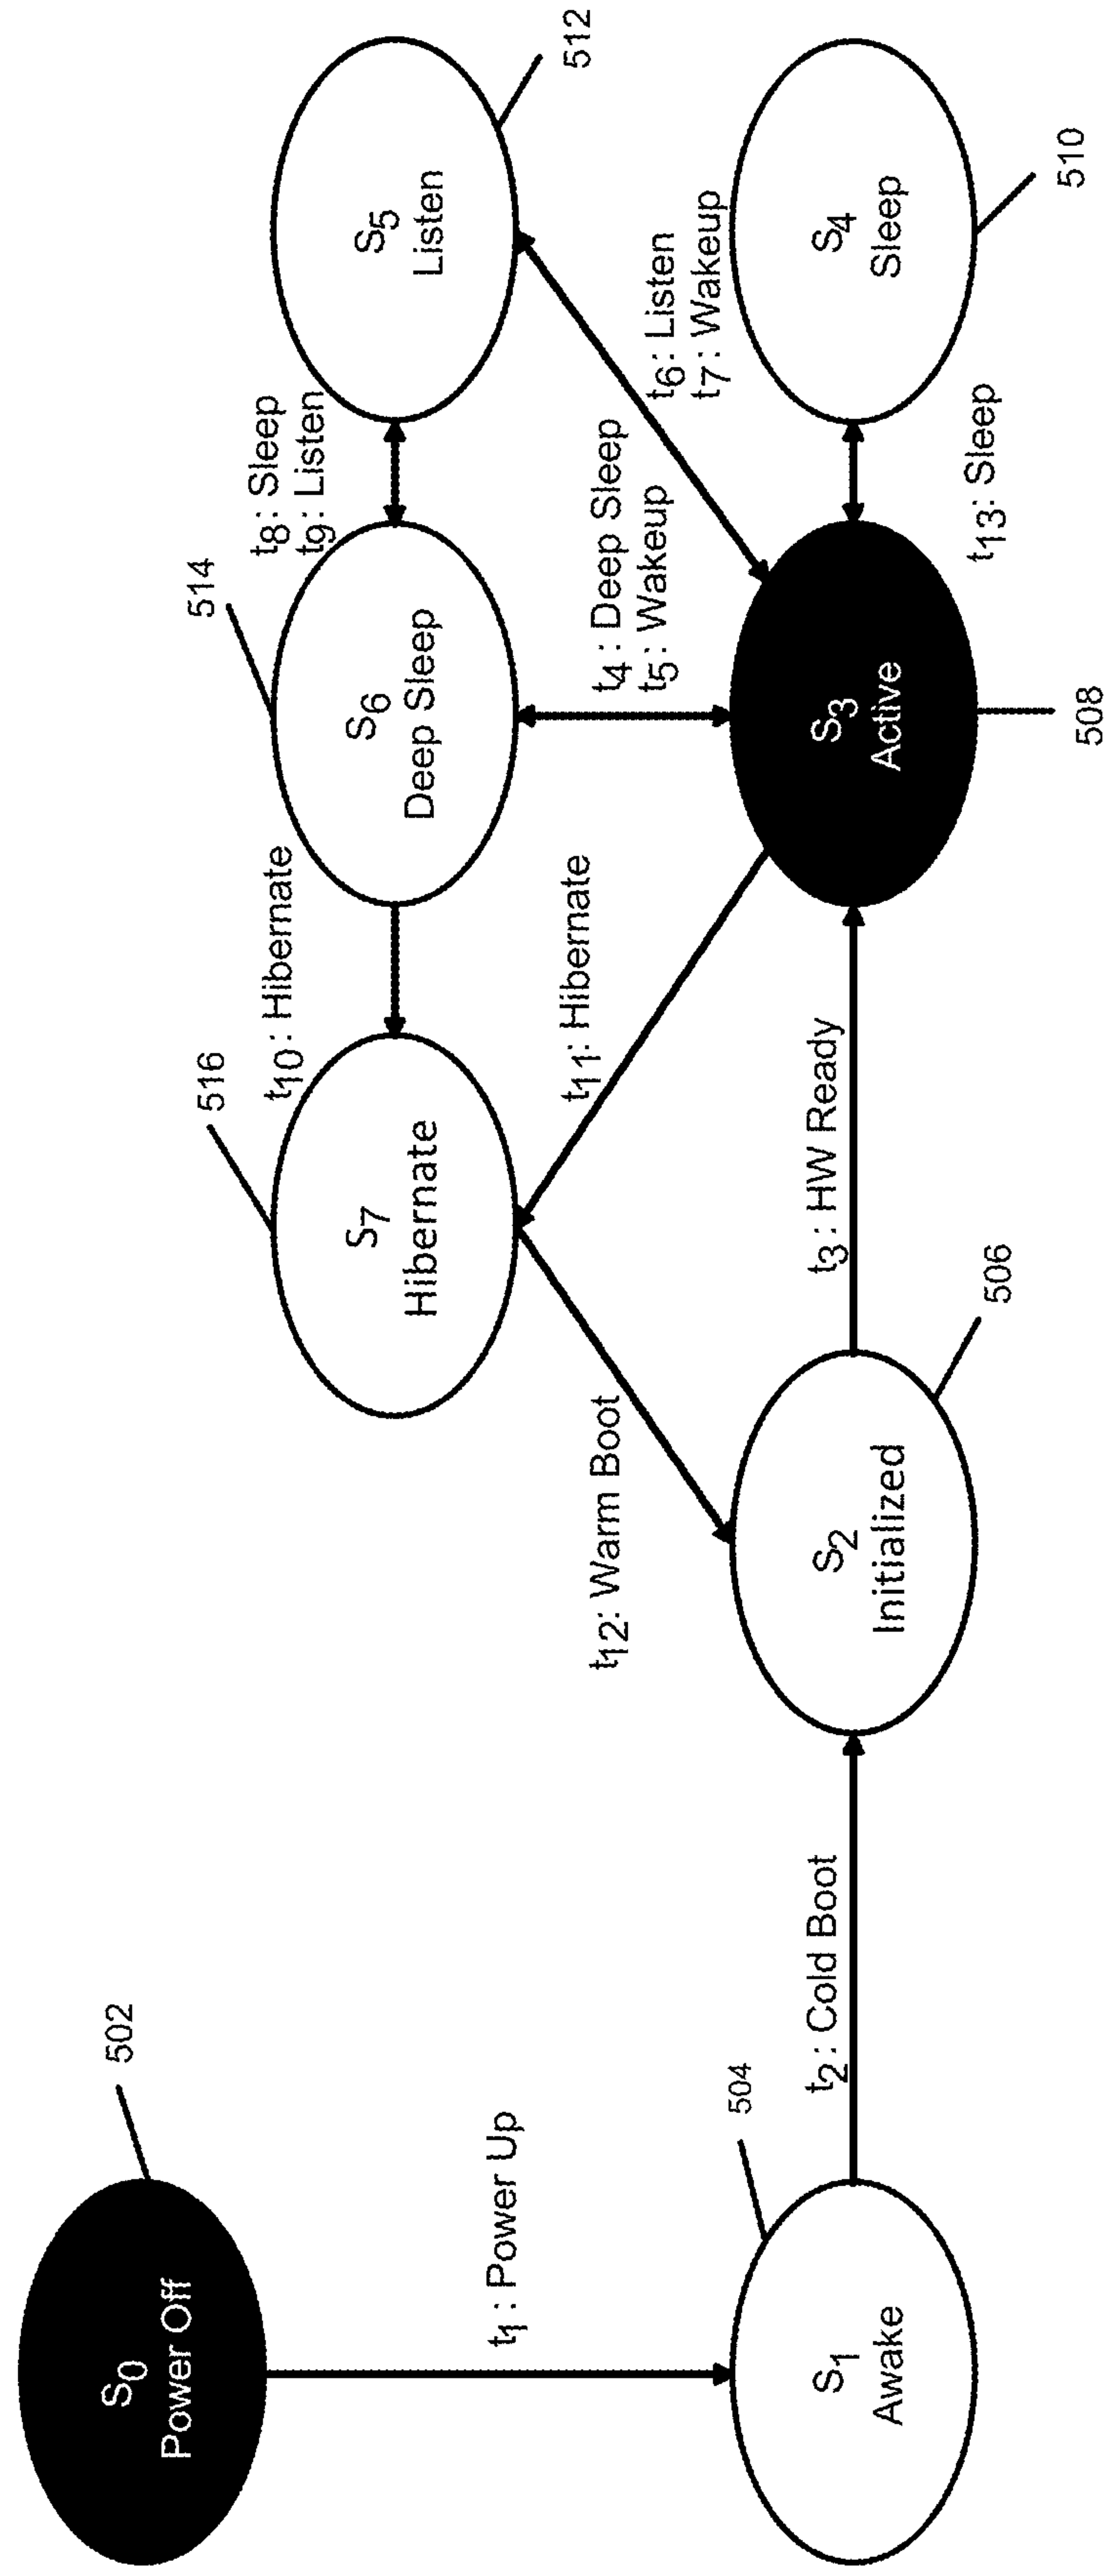 502
S0
Power Off
t1 : Power Up
504
S1
Awake
t2 : Cold Boot
S2
Initialized
506
t12: Warm Boot
t3 : HW Ready
516
S7
Hibernate
t10: Hibernate
t11: Hibernate
514
S6
Deep Sleep
t4 : Deep Sleep
t5 : Wakeup
S3
Active
508
t8 : Sleep
t9 : Listen
S5
Listen
512
t6 : Listen
t7 : Wakeup
t13: Sleep
S4
Sleep
510